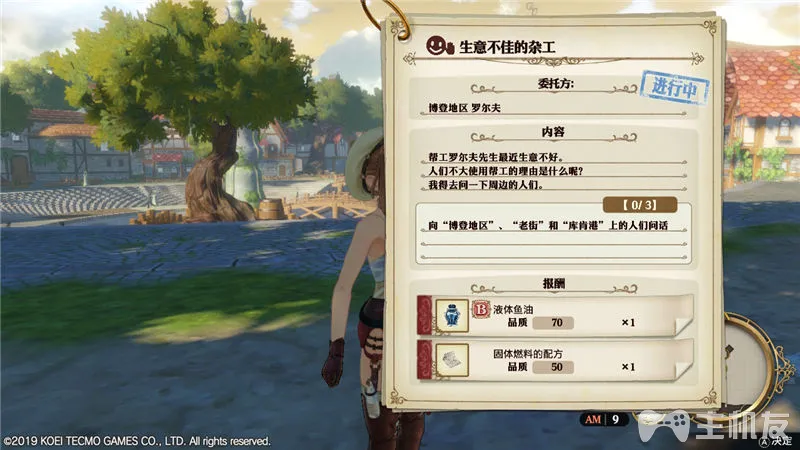 生意不佳的杂工
委托方:
进行中
博登地区 罗尔夫
内容
帮工罗尔夫先生最近生意不好。
人们不大使用帮工的理由是什么呢？
我得去问一下周边的人们。
【0/3】
向“博登地区”、“老街”和“库肯港”上的人们问话
报酬
B 液体鱼油
品质 70 ×1
固体燃料的配方
品质 50 ×1
AM 9
©2019 KOEI TECMO GAMES CO., LTD. All rights reserved.
主机友
A 决定